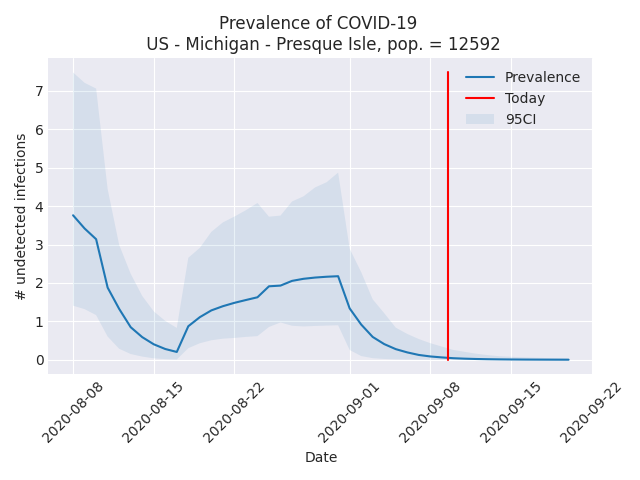 Prevalence of COVID-19
US - Michigan - Presque Isle, pop. = 12592
Prevalence
Today
95CI
# undetected infections
7
6
5
4
3
2
1
0
2020-08-08
2020-08-15
2020-08-22
2020-09-01
2020-09-08
2020-09-15
2020-09-22
Date